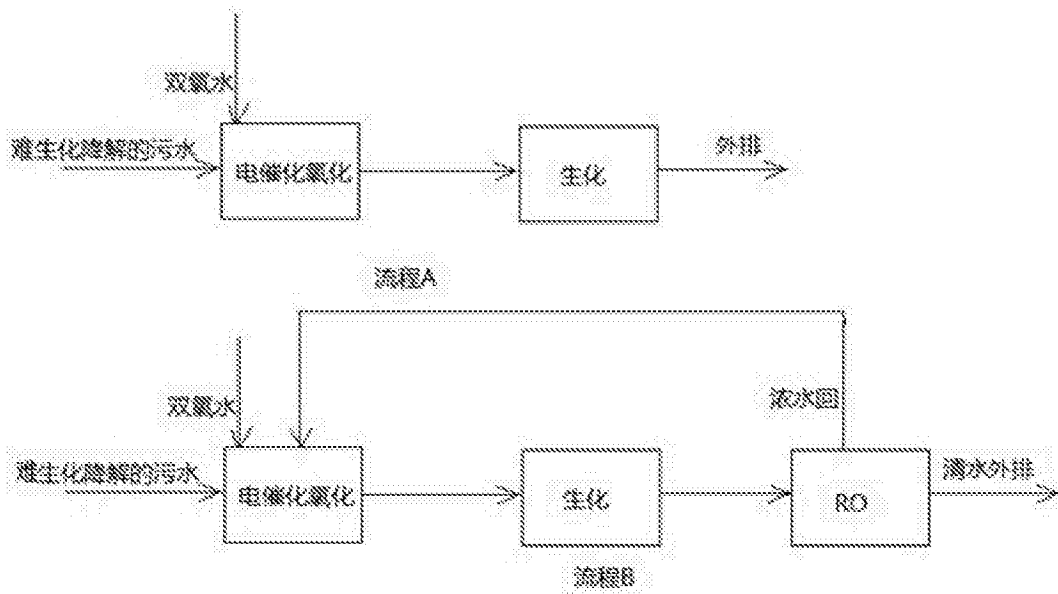 双氧水
难生化降解的污水
电催化氧化
生化
外排
流程A
双氧水
浓水回
难生化降解的污水
电催化氧化
生化
RO
清水外排
流程B